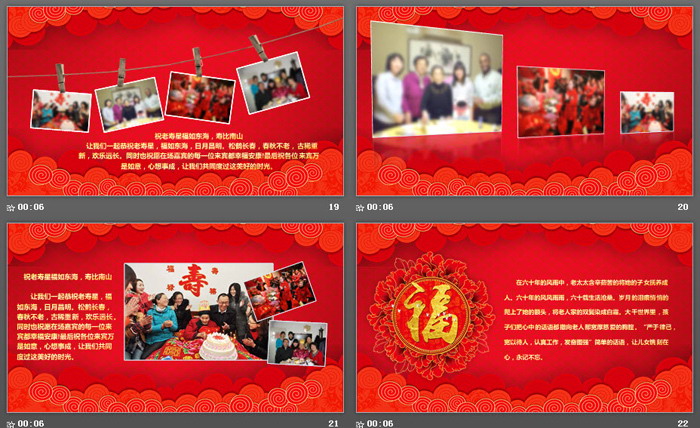 祝老寿星福如东海，寿比南山
让我们一起恭祝老寿星，福如东海，日月昌明，松鹤长春，春秋不老，古稀重
新，欢乐远长。同时也祝愿在场嘉宾的每一位来宾都幸福安康!最后祝各位来宾万
事如意，心想事成，让我们共同度过这美好的时光。
00:06
19
00:06
20
祝老寿星福如东海，寿比南山
让我们一起恭祝老寿星，福
如东海，日月昌明，松鹤长春，
春秋不老，古稀重新，欢乐远长。
同时也祝愿在场嘉宾的每一位来
宾都幸福安康!最后祝各位来宾万
事如意，心想事成，让我们共同
度过这美好的时光。
福
福
禄
寿
00:06
21
福
在六十年的风雨中，老太太含辛茹苦的将她的子女抚养成
人。六十年的风风雨雨，六十载生活沧桑，岁月的泪痕悄悄的
爬上了她的额头，将老人家的双鬓染成白霜。大千世界里，孩
子们把心中的话语都借向老人那宽厚慈爱的肩膀。“严于律己，
更以待人，认真工作，发奋图强”简单的话语，让儿女镌刻在
心，永记不忘。
00:06
22